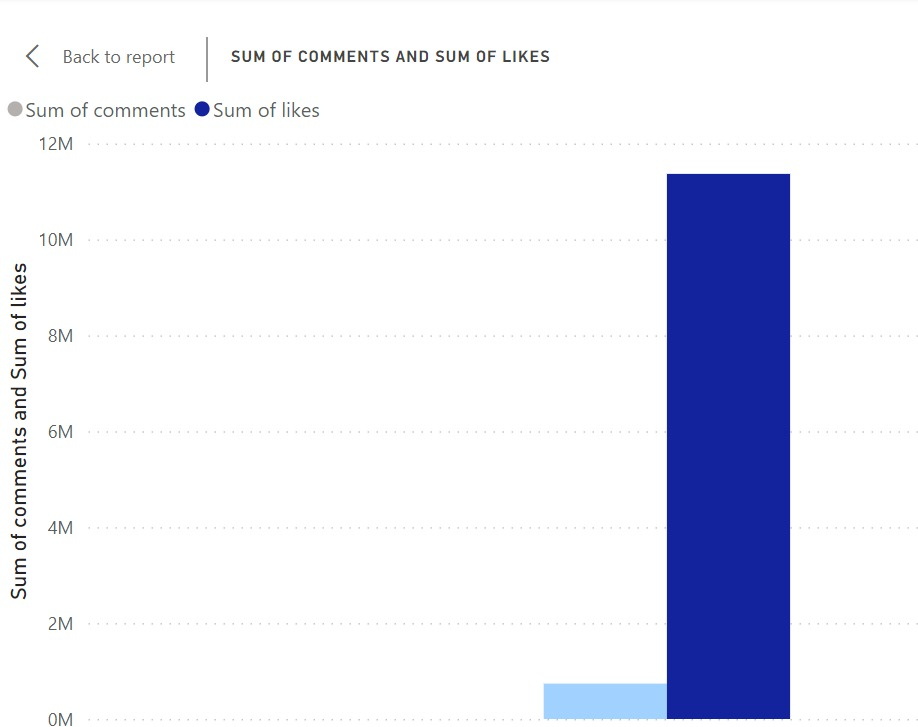 Back to report
SUM OF COMMENTS AND SUM OF LIKES
Sum of comments Sum of likes
12M
10M
8M
6M
4M
2M
0M
Sum of comments and Sum of likes